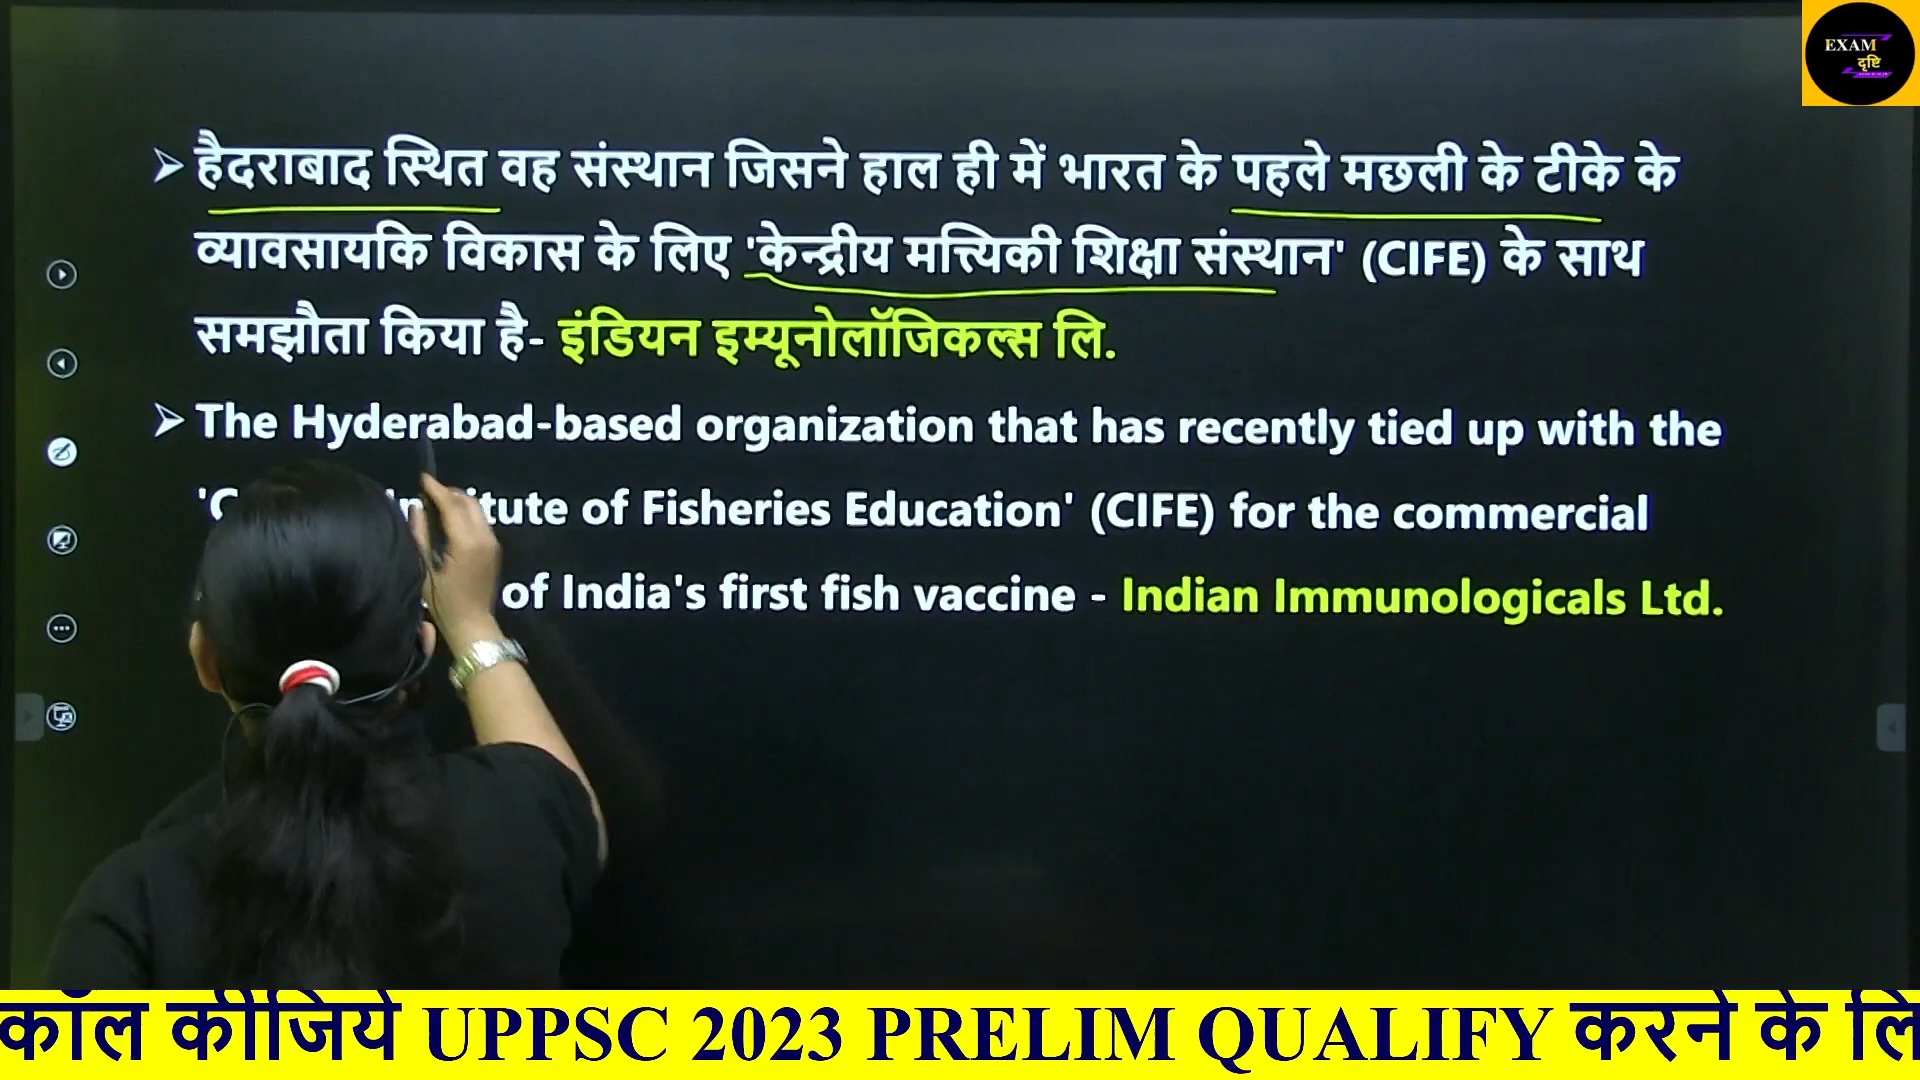 EXAM
दृष्टि
➢ हैदराबाद स्थित वह संस्थान जिसने हाल ही में भारत के पहले मछली के टीके के
व्यावसायकि विकास के लिए 'केन्द्रीय मत्त्यिकी शिक्षा संस्थान' (CIFE) के साथ
समझौता किया है- इंडियन इम्यूनोलॉजिकल्स लि.
➢ The Hyderabad-based organization that has recently tied up with the
of Fisheries Education' (CIFE) for the commercial
of India's first fish vaccine - Indian Immunologicals Ltd.
कॉल कीजिये UPPSC 2023 PRELIM QUALIFY करने के